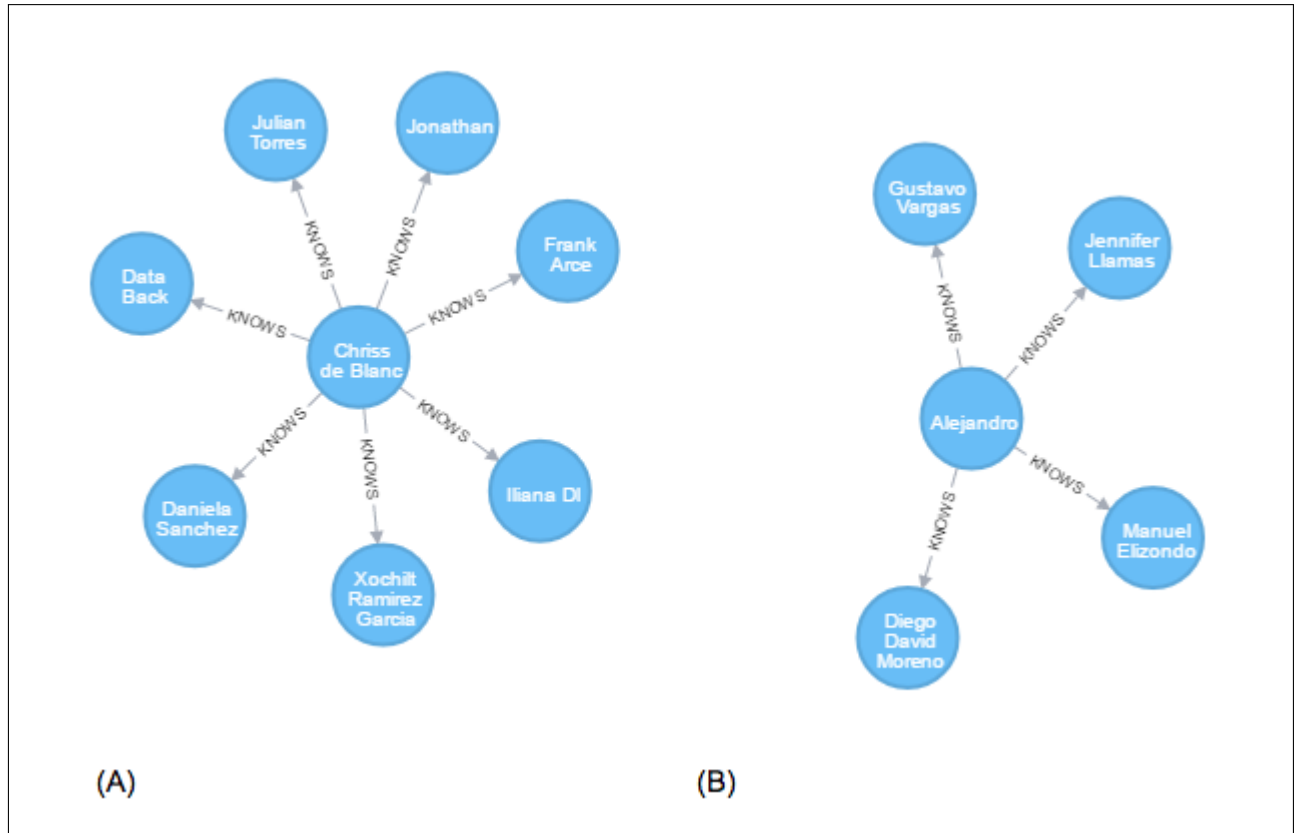 Julian
Torres
Jonathan
KNOWS
KNOWS
Frank
Arce
KNOWS
Data
Back
KNOWS
Chriss
de Blanc
KNOWS
Daniela
Sanchez
KNOWS
KNOWS
Iliana DI
Xochilt
Ramirez
Garcia
(A)
Gustavo
Vargas
Jennifer
Llamas
KNOWS
KNOWS
Alejandro
KNOWS
KNOWS
Manuel
Elizondo
Diego
David
Moreno
(B)